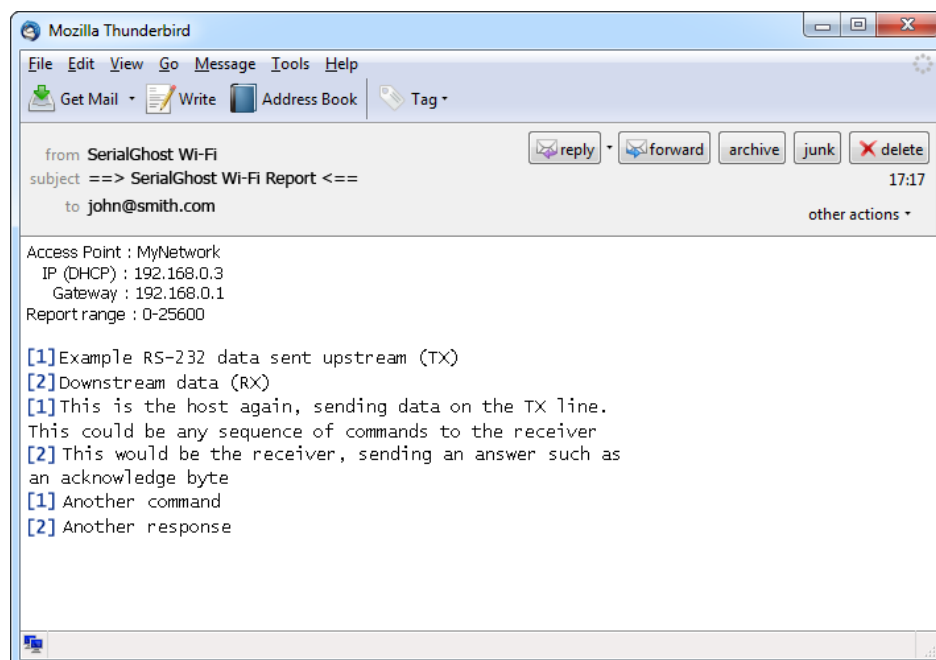 Mozilla Thunderbird
File Edit View Go Message Tools Help
Get Mail Write Address Book Tag
from SerialGhost Wi-Fi
reply forward archive junk delete
subject ==> SerialGhost Wi-Fi Report <==
17:17
to john@smith.com
other actions
Access Point : MyNetwork
IP (DHCP) : 192.168.0.3
Gateway : 192.168.0.1
Report range : 0-25600
[1]Example RS-232 data sent upstream (TX)
[2]Downstream data (RX)
[1]This is the host again, sending data on the TX line.
This could be any sequence of commands to the receiver
[2] This would be the receiver, sending an answer such as
an acknowledge byte
[1] Another command
[2] Another response